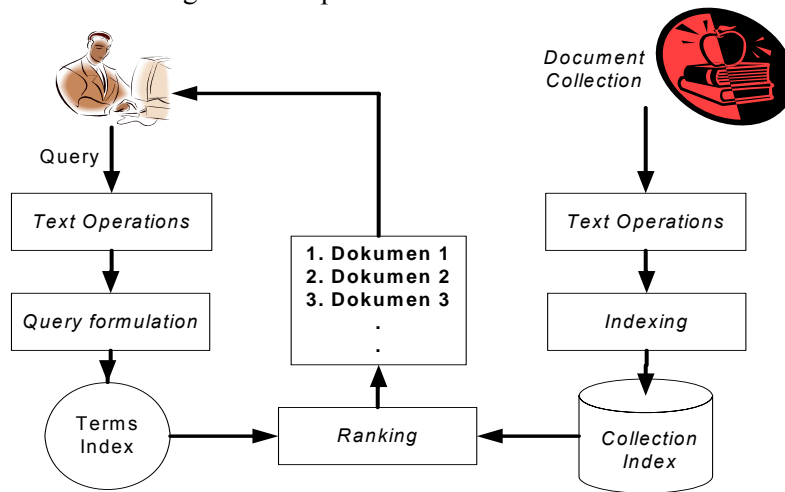 Document
Collection
Query
Text Operations
Text Operations
1. Dokumen 1
2. Dokumen 2
3. Dokumen 3
.
.
Query formulation
Indexing
Terms
Index
Ranking
Collection
Index